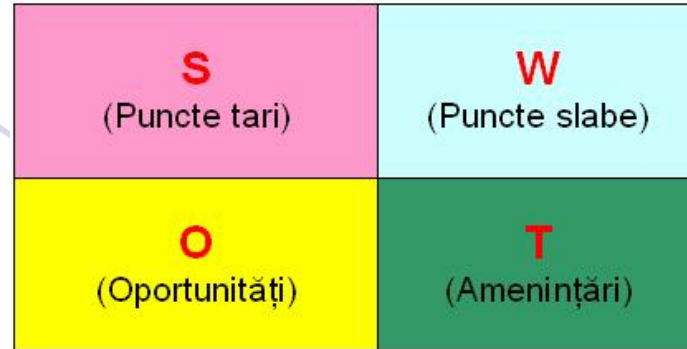 S
(Puncte tari)
W
(Puncte slabe)
O
(Oportunități)
T
(Amenințări)